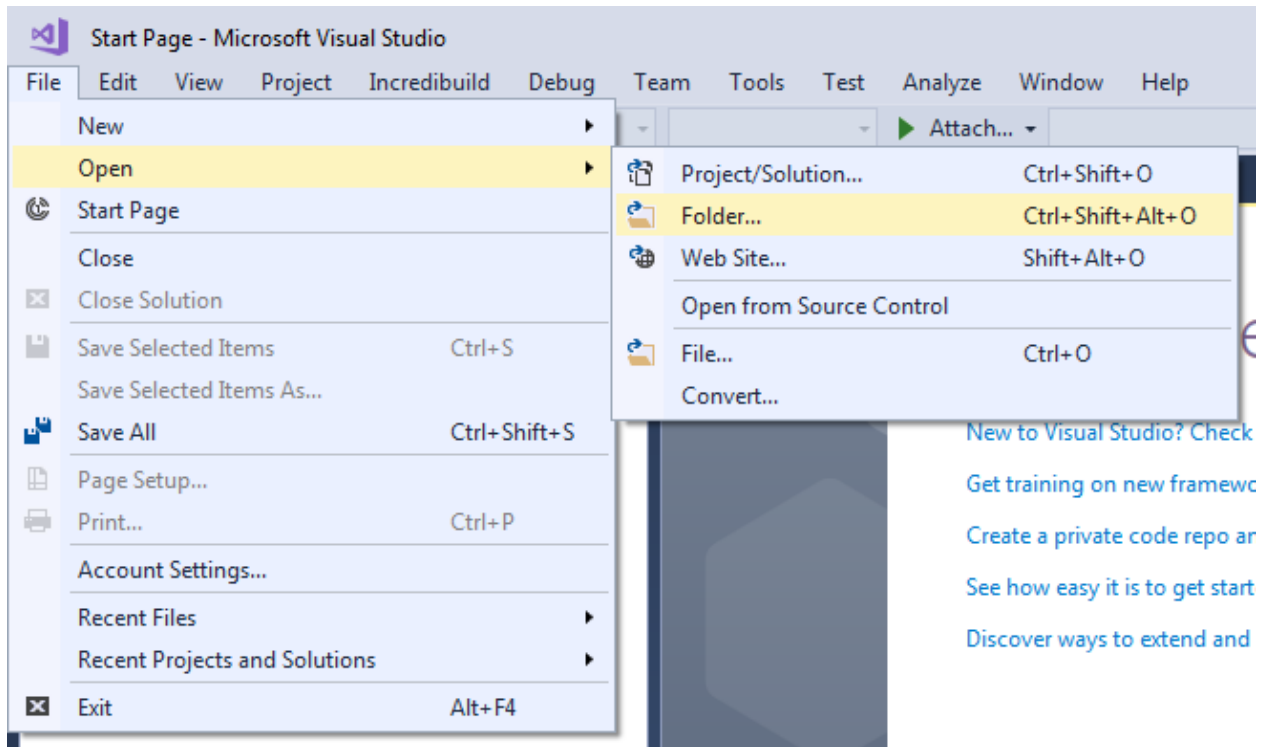 Start Page - Microsoft Visual Studio
File Edit View Project Incredibuild Debug Team Tools Test Analyze Window Help
Attach...
New
Open
Start Page
Close
Close Solution
Save Selected Items Ctrl+S
Save Selected Items As...
Save All Ctrl+Shift+S
Page Setup...
Print... Ctrl+P
Account Settings...
Recent Files
Recent Projects and Solutions
Exit Alt+F4
Project/Solution... Ctrl+Shift+O
Folder... Ctrl+Shift+Alt+O
Web Site... Shift+Alt+O
Open from Source Control
File... Ctrl+O
Convert...
New to Visual Studio? Check
Get training on new
Create a private code repo
See how easy it is to get
Discover ways to extend and